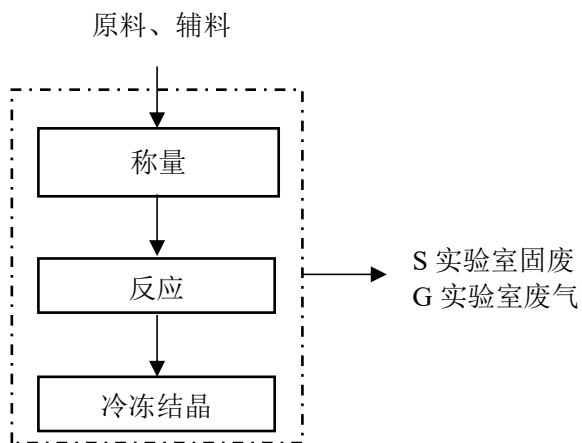 原料、辅料
称量
反应
S 实验室固废
G 实验室废气
冷冻结晶